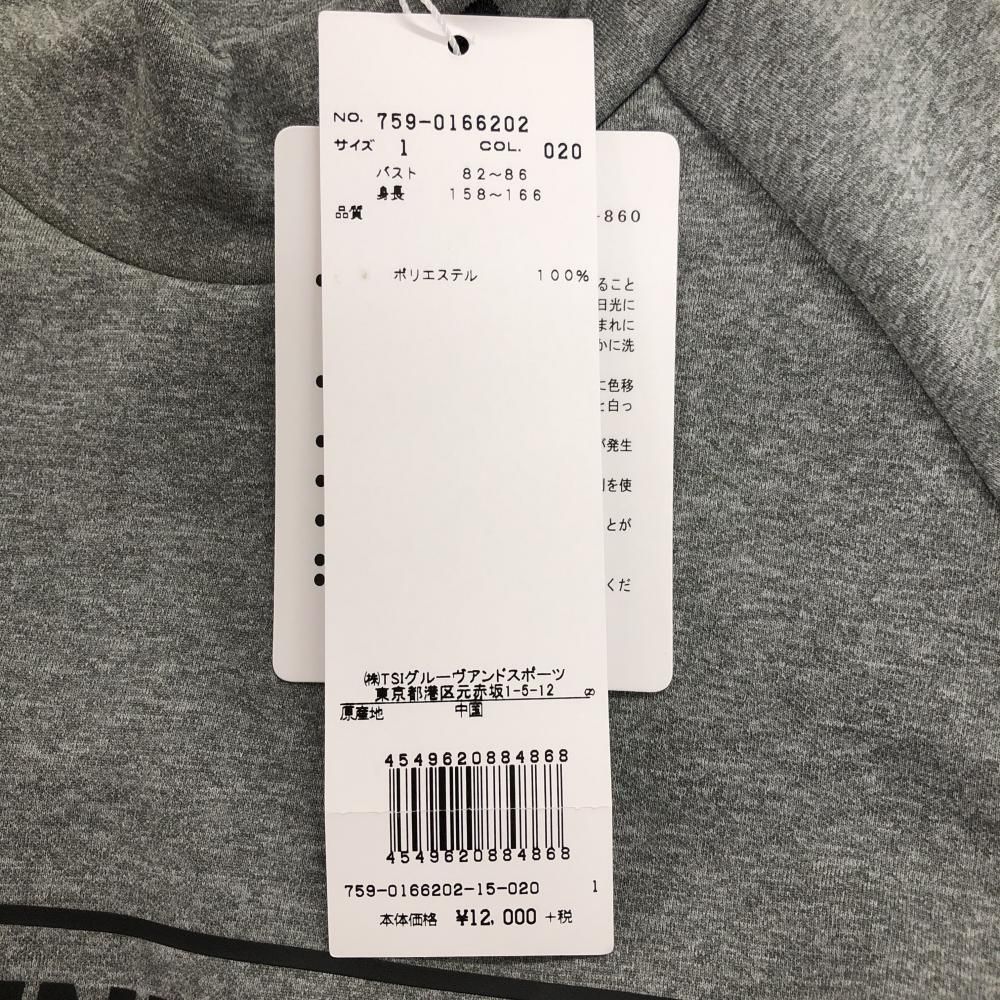 NO. 759-0166202
サイズ 1 COL. 020
バスト 82～86
身長 158～166
品質
ポリエステル 100%
㈱TSIグルーヴアンドスポーツ
東京都港区元赤坂1-5-12
原産地 中国
4549620884868
4549620884868
759-0166202-15-020 1
本体価格 ¥12,000 +税
-860
ること
日光に
まれに
かに洗
に色移
と白っ
が発生
を使
とが
くだ